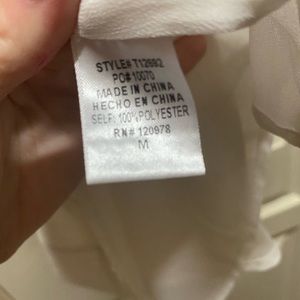 STYLE# T12692
PO# 10070
MADE IN CHINA
HECHO EN CHINA
SELF: 100% POLYESTER
RN# 120978
M